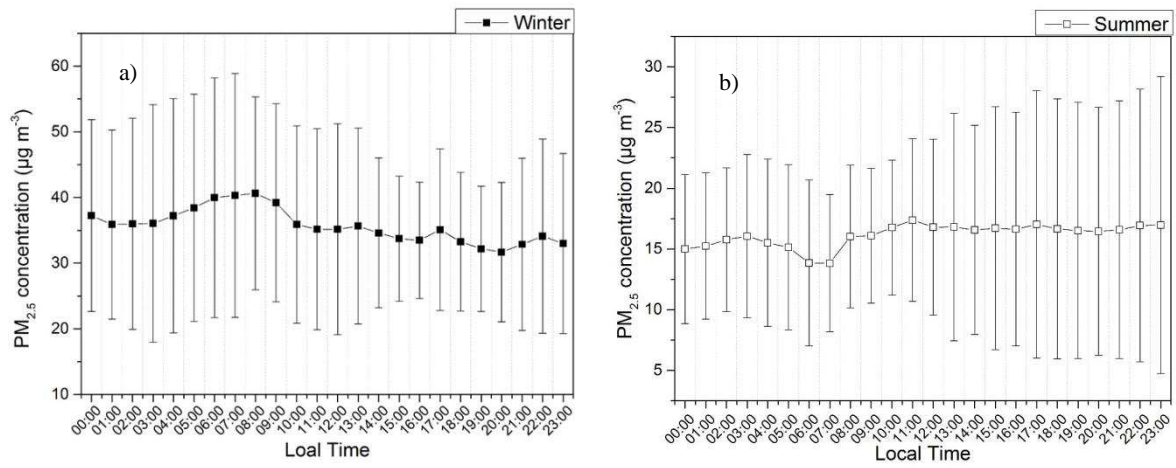 Winter
a)
PM2.5 concentration (µg m-3)
60
50
40
30
20
10
00:00 01:00 02:00 03:00 04:00 05:00 06:00 07:00 08:00 09:00 10:00 11:00 12:00 13:00 14:00 15:00 16:00 17:00 18:00 19:00 20:00 21:00 22:00 23:00
Loal Time
Summer
b)
PM2.5 concentration (µg m-3)
30
25
20
15
10
5
00:00 01:00 02:00 03:00 04:00 05:00 06:00 07:00 08:00 09:00 10:00 11:00 12:00 13:00 14:00 15:00 16:00 17:00 18:00 19:00 20:00 21:00 22:00 23:00
Local Time